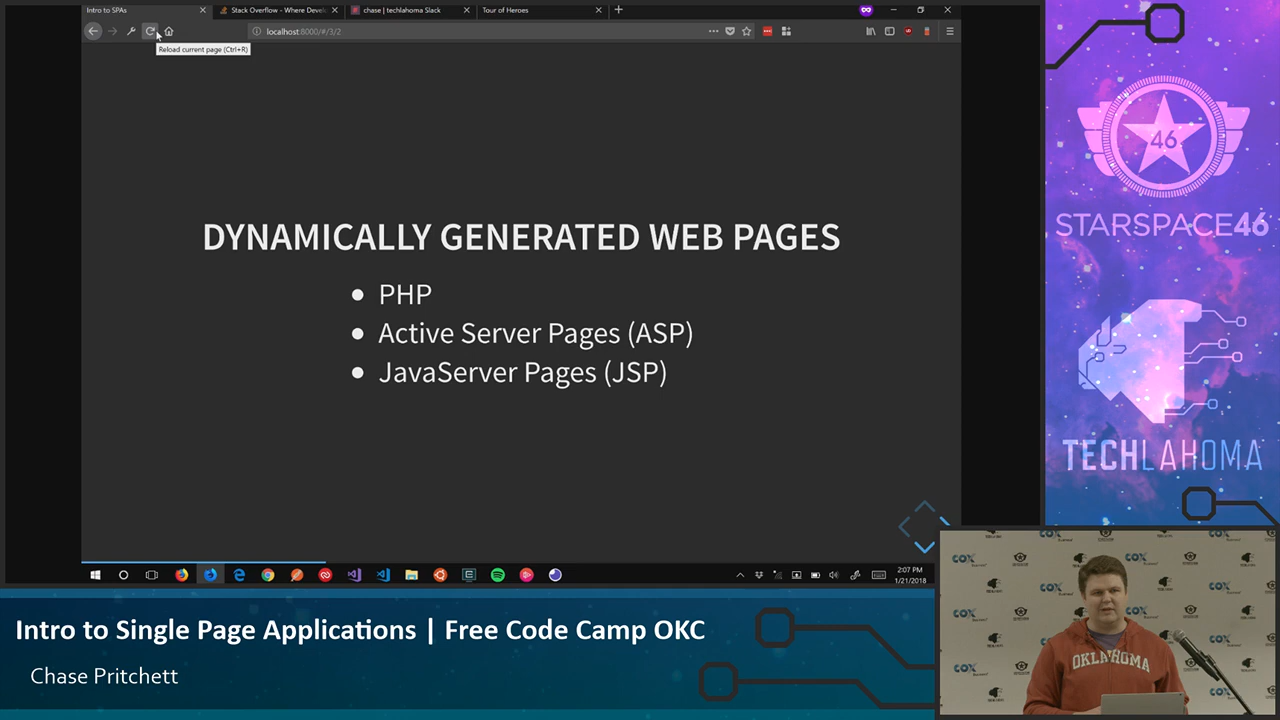 Intro to SPAs
Stack Overflow - Where Devel
chase | techlahoma Slack
Tour of Heroes
localhost:8000/#/3/2
Reload current page (Ctrl+R)
DYNAMICALLY GENERATED WEB PAGES
PHP
Active Server Pages (ASP)
JavaServer Pages (JSP)
2:07 PM
1/21/2018
46
STARSPACE46
TECHLAHOMA
Intro to Single Page Applications | Free Code Camp OKC
Chase Pritchett
COX
OKLAHOMA